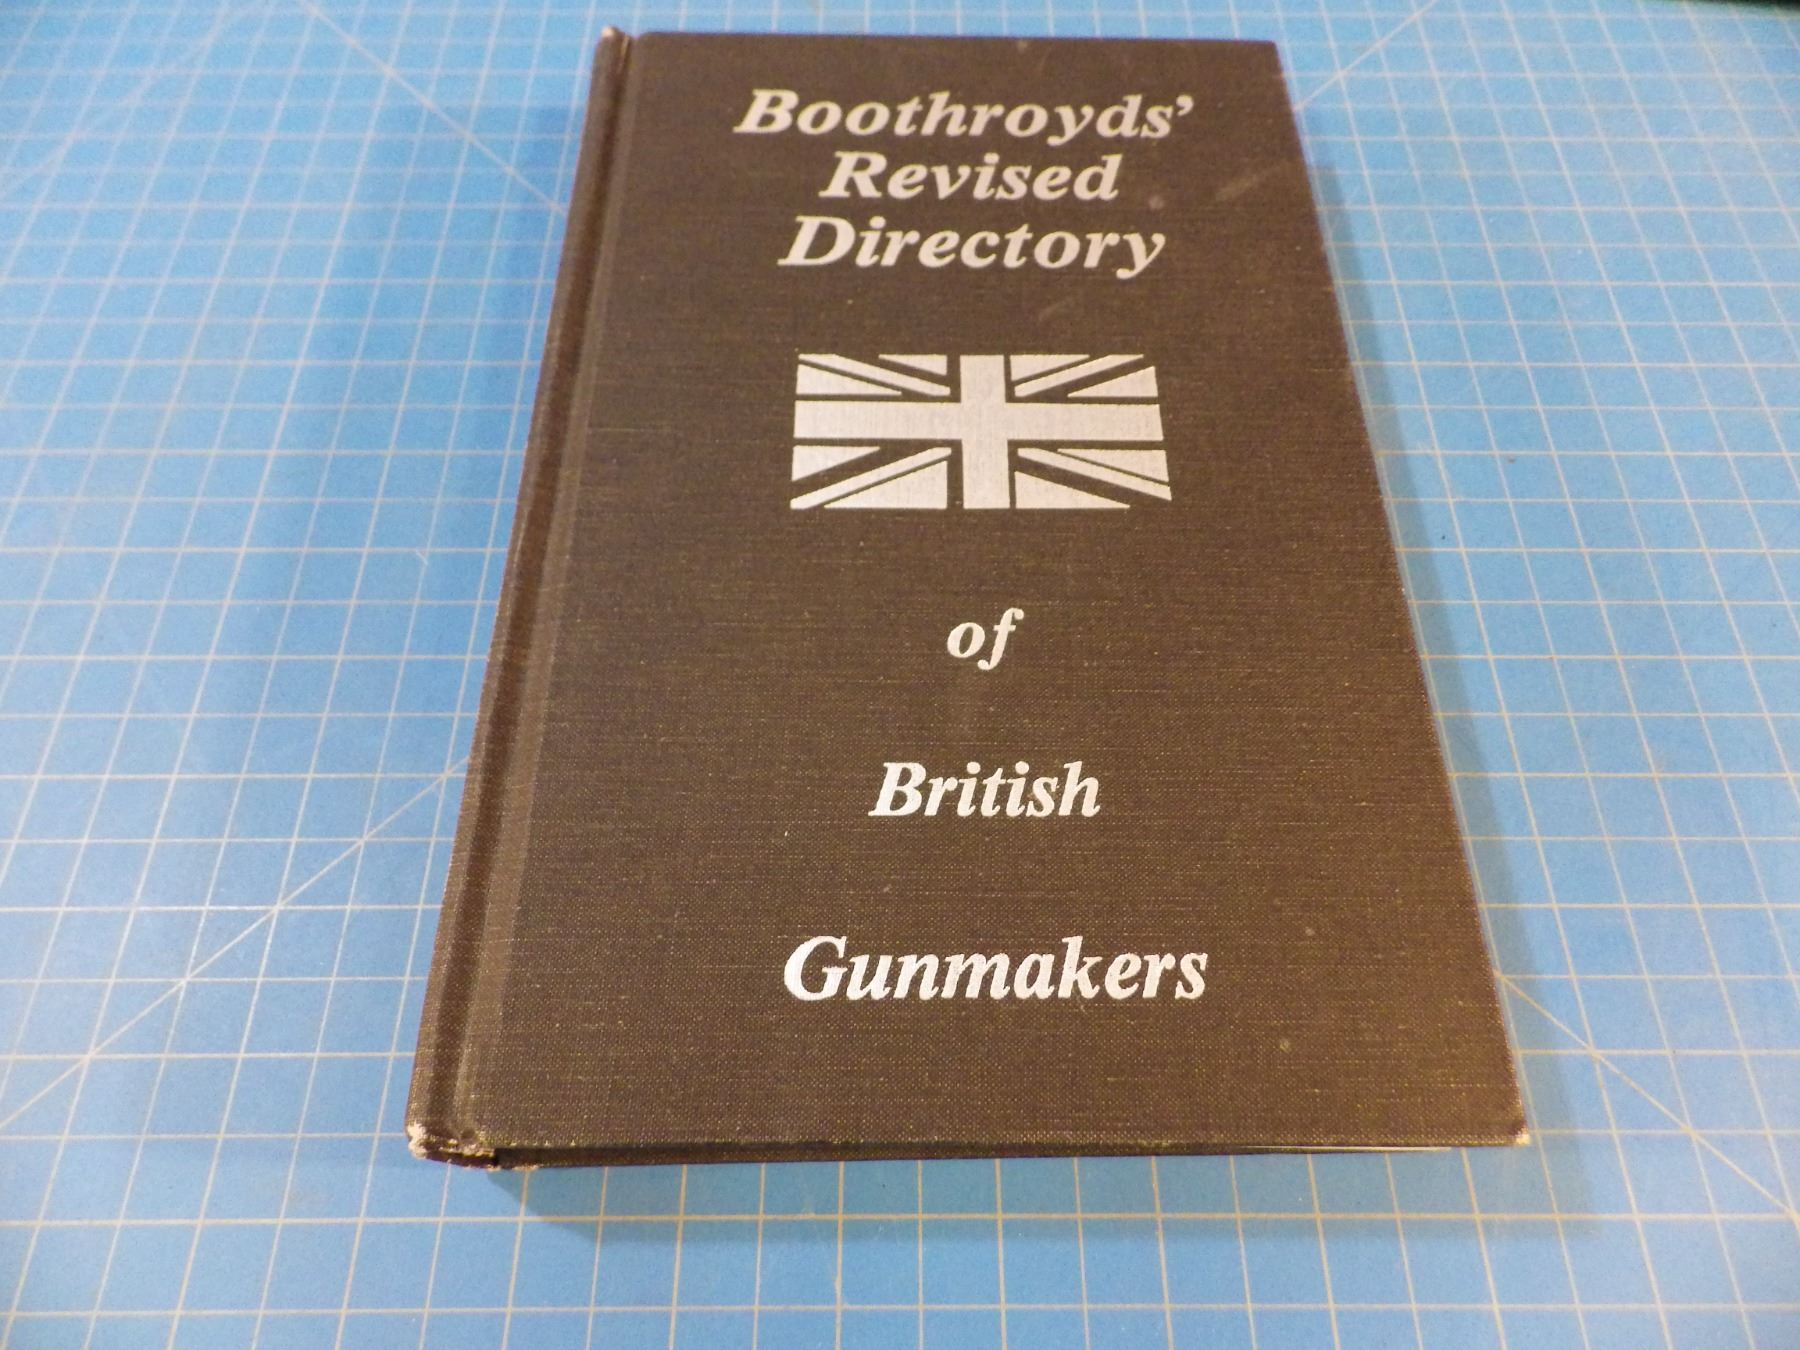 Boothroyds’
Revised
Directory
of
British
Gunmakers